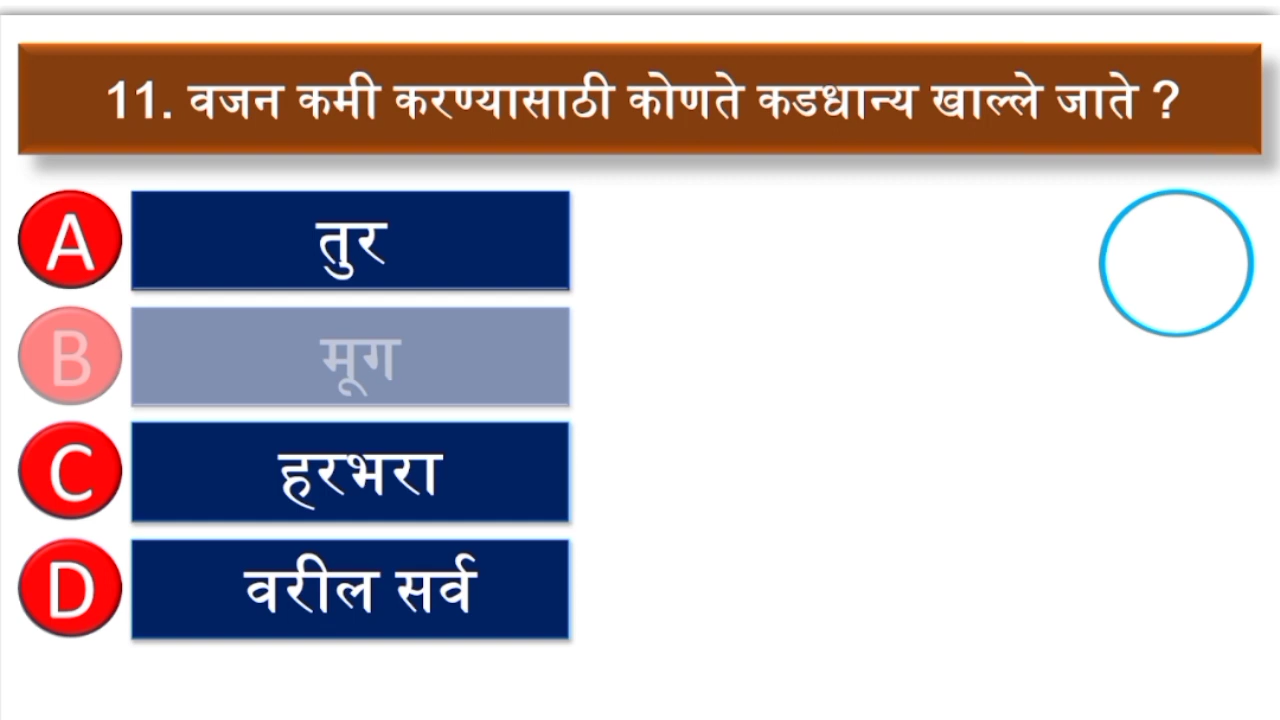 11. वजन कमी करण्यासाठी कोणते कडधान्य खाल्ले जाते ?
A तुर
B मूग
C हरभरा
D वरील सर्व